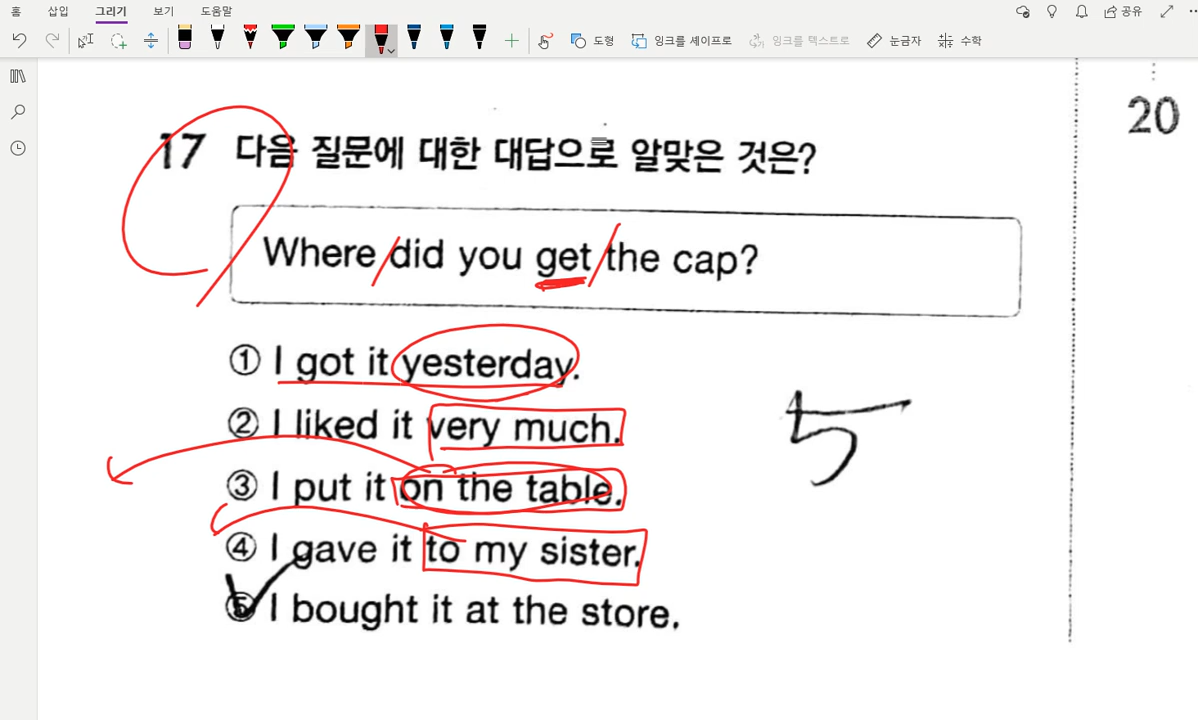 홈 삽입 그리기 보기 도움말
공유
도형 잉크를 셰이프로 잉크를 텍스트로 눈금자 수학
17 다음 질문에 대한 대답으로 알맞은 것은?
20
Where did you get the cap?
① I got it yesterday.
② I liked it very much.
5
③ I put it on the table.
④ I gave it to my sister.
⑤ I bought it at the store.